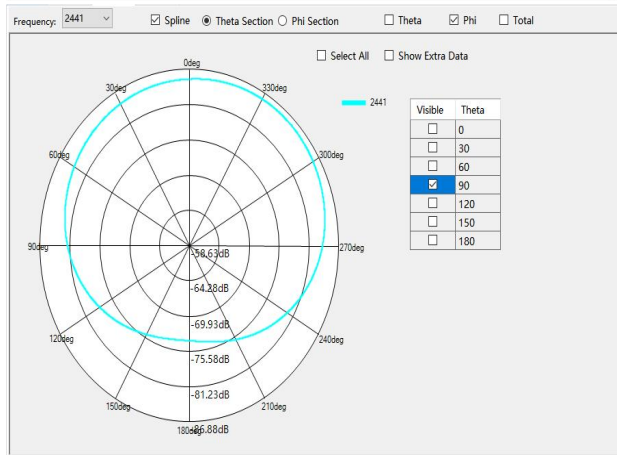 Frequency: 2441 Spline Theta Section Phi Section Theta Phi Total
Select All Show Extra Data
0deg
30deg 330deg
2441
Visible Theta
0
30
60
90
120
150
180
60deg 300deg
90deg 270deg
-58.63dB
-64.28dB
-69.93dB
120deg 240deg
-75.58dB
-81.23dB
150deg 210deg
180deg -86.88dB